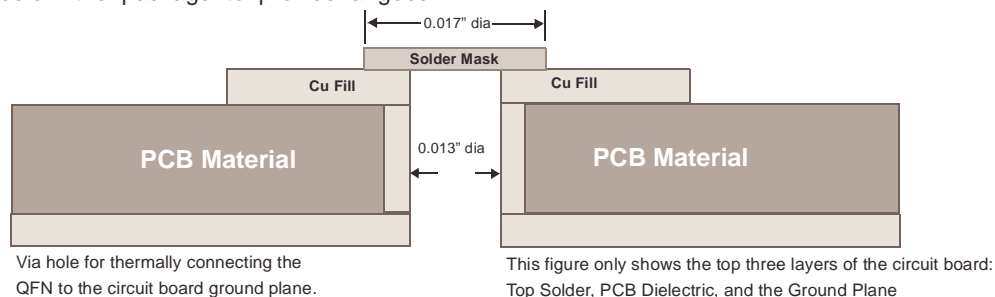 0.017” dia
Solder Mask
Cu Fill
Cu Fill
PCB Material
0.013” dia
PCB Material
Via hole for thermally connecting the
QFN to the circuit board ground plane.
This figure only shows the top three layers of the circuit board:
Top Solder, PCB Dielectric, and the Ground Plane